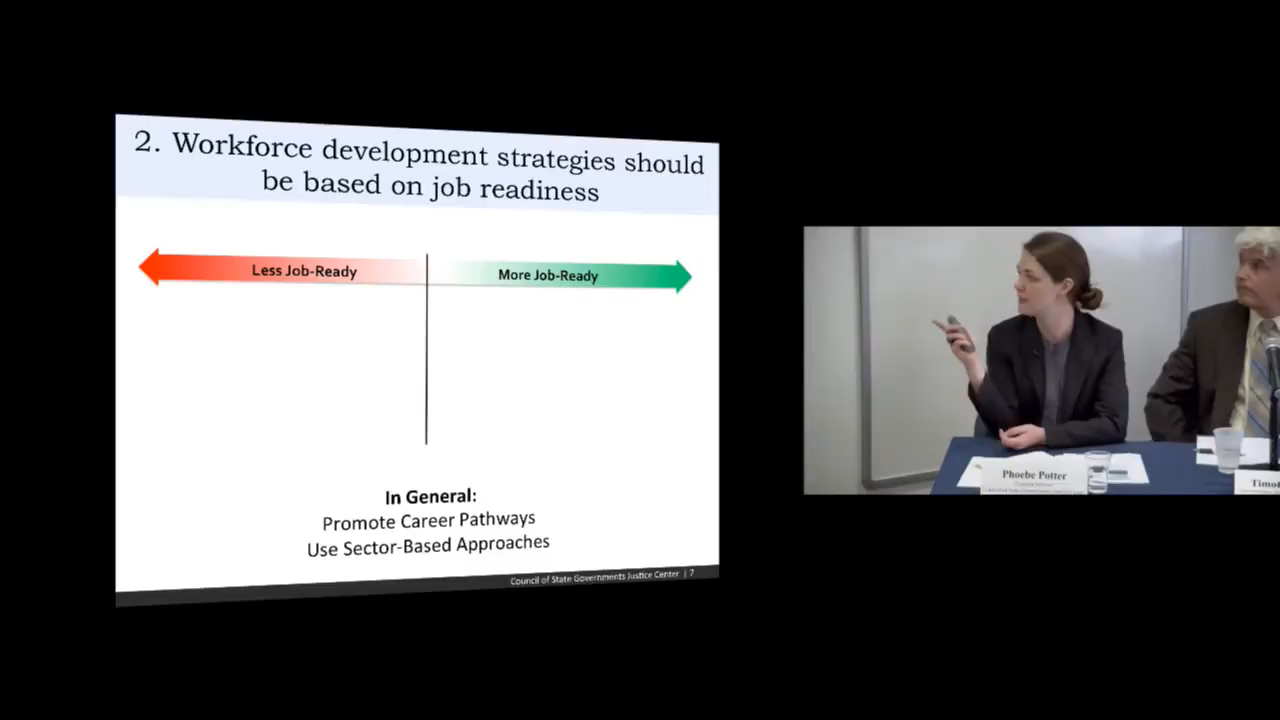 2. Workforce development strategies should
be based on job readiness
Less Job-Ready
More Job-Ready
In General:
Promote Career Pathways
Use Sector-Based Approaches
Council of State Governments Justice Center | 7
Phoebe Potter